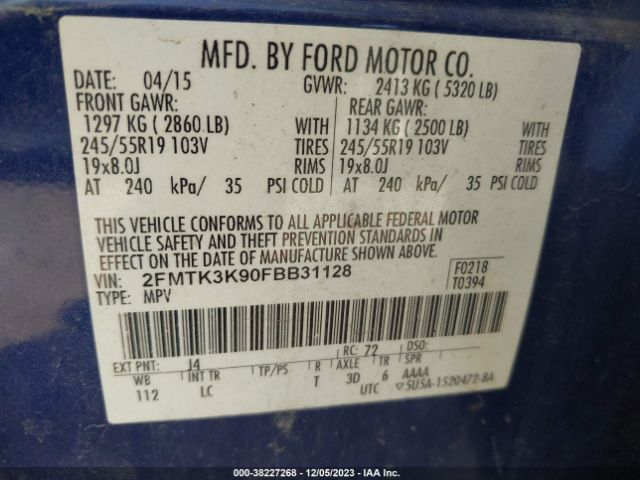 MFD. BY FORD MOTOR CO.
DATE: 04/15 GVWR: 2413 KG ( 5320 LB)
FRONT GAWR: REAR GAWR:
1297 KG ( 2860 LB) WITH 1134 KG ( 2500 LB) WITH
245/55R19 103V TIRES 245/55R19 103V TIRES
19x8.0J RIMS 19x8.0J RIMS
AT 240 kPa/ 35 PSI COLD AT 240 kPa/ 35 PSI COLD
THIS VEHICLE CONFORMS TO ALL APPLICABLE FEDERAL MOTOR
VEHICLE SAFETY AND THEFT PREVENTION STANDARDS IN
EFFECT ON THE DATE OF MANUFACTURE SHOWN ABOVE.
VIN: 2FMTK3K90FBB31128 F0218
TYPE: MPV T0394
EXT PNT: J4 RC: 72 DSO:
WB INT TR TP/PS R AXLE TR SPR
112 LC T 3D 6 AAAA
UTC ▽5U5A-1520472-BA
000-38227268 - 12/05/2023 - IAA Inc.